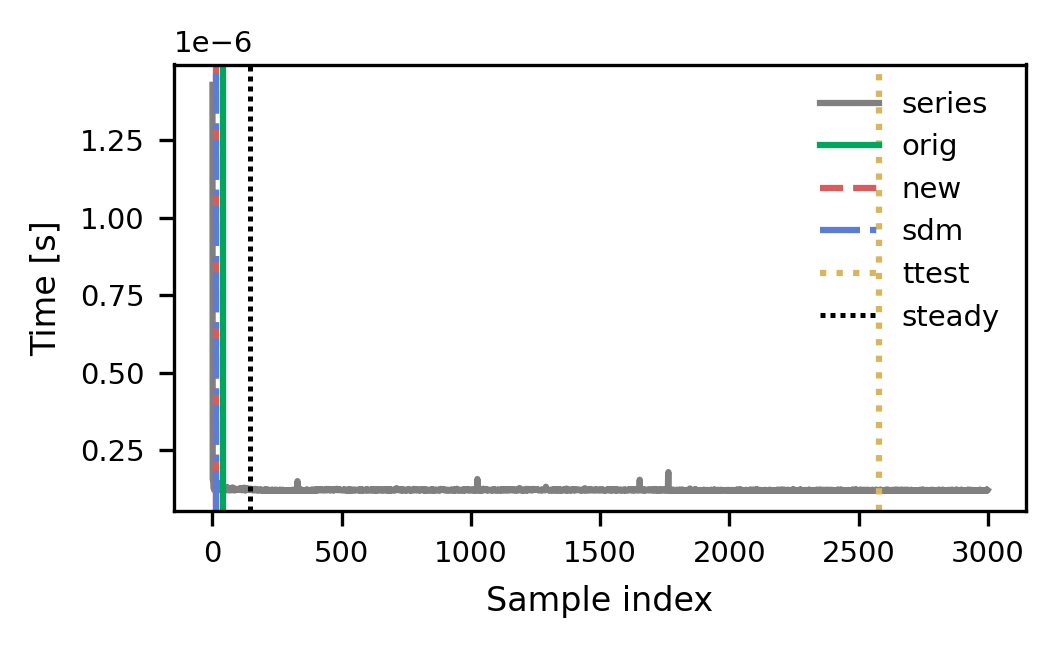 1e−6
1.25
1.00
0.75
0.50
0.25
Time [s]
series
orig
new
sdm
ttest
steady
0 500 1000 1500 2000 2500 3000
Sample index